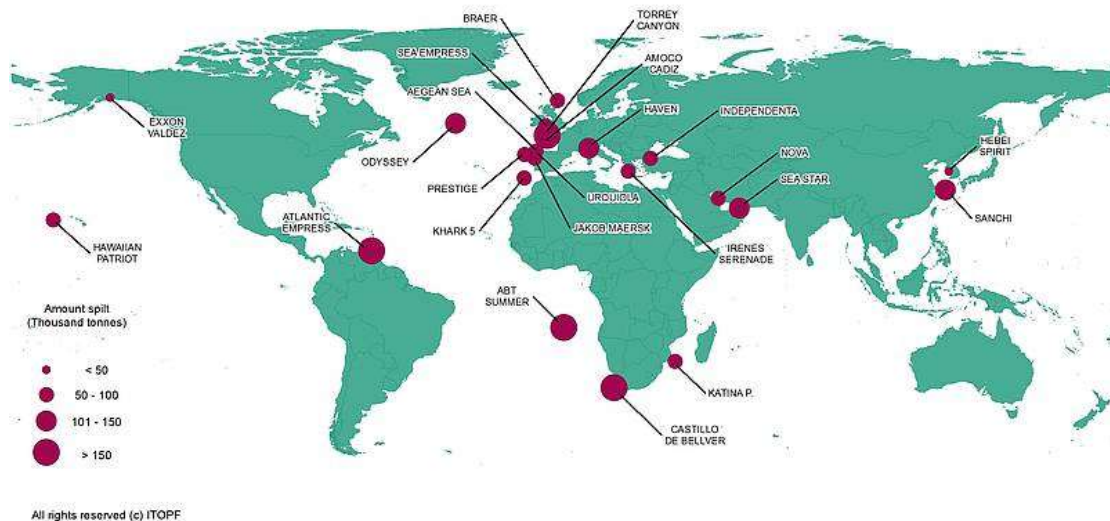 BRAER
TORREY
CANYON
SEA EMPRESS
AMOCO
CADIZ
AEGEAN SEA
HAVEN
INDEPENDENTA
EXXON
VALDEZ
ODYSSEY
NOVA
HEBEI
SPIRIT
PRESTIGE
SEA STAR
URQUIOLA
ATLANTIC
EMPRESS
SANCHI
KHARK 5
JAKOB MAERSK
IRENES
SERENADE
HAWAIIAN
PATRIOT
ABT
SUMMER
Amount spilt
(Thousand tonnes)
< 50
50 - 100
101 - 150
> 150
KATINA P.
CASTILLO
DE BELLVER
All rights reserved (c) ITOPF